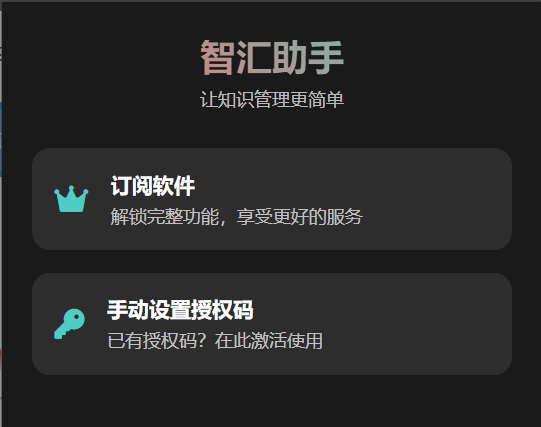 智汇助手
让知识管理更简单
订阅软件
解锁完整功能，享受更好的服务
手动设置授权码
已有授权码？在此激活使用